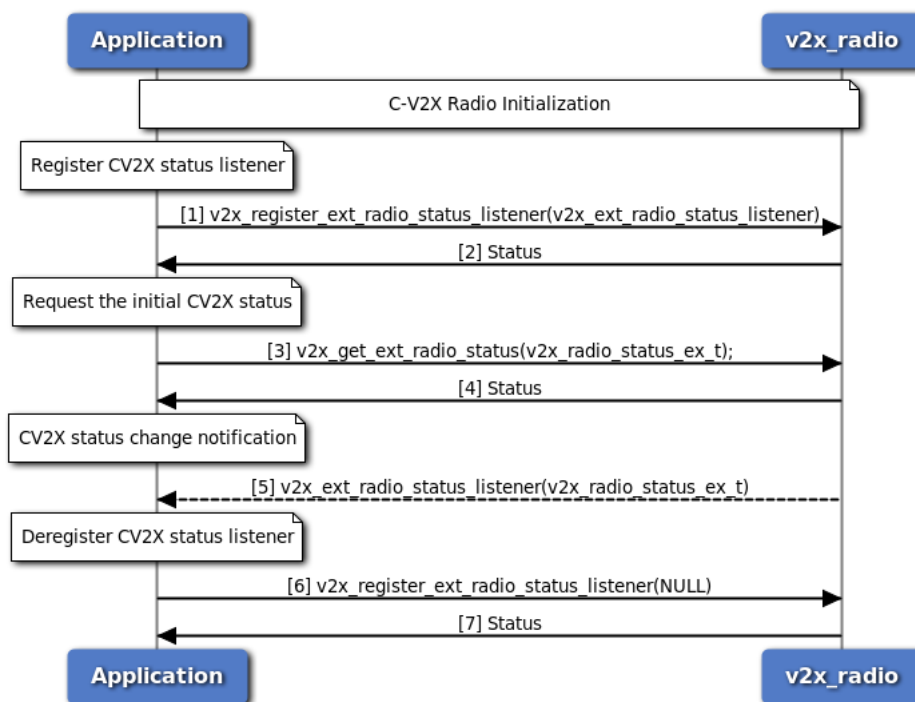 Application
v2x_radio
C-V2X Radio Initialization
Register CV2X status listener
[1] v2x_register_ext_radio_status_listener(v2x_ext_radio_status_listener)
[2] Status
Request the initial CV2X status
[3] v2x_get_ext_radio_status(v2x_radio_status_ex_t);
[4] Status
CV2X status change notification
[5] v2x_ext_radio_status_listener(v2x_radio_status_ex_t)
Deregister CV2X status listener
[6] v2x_register_ext_radio_status_listener(NULL)
[7] Status
Application
v2x_radio